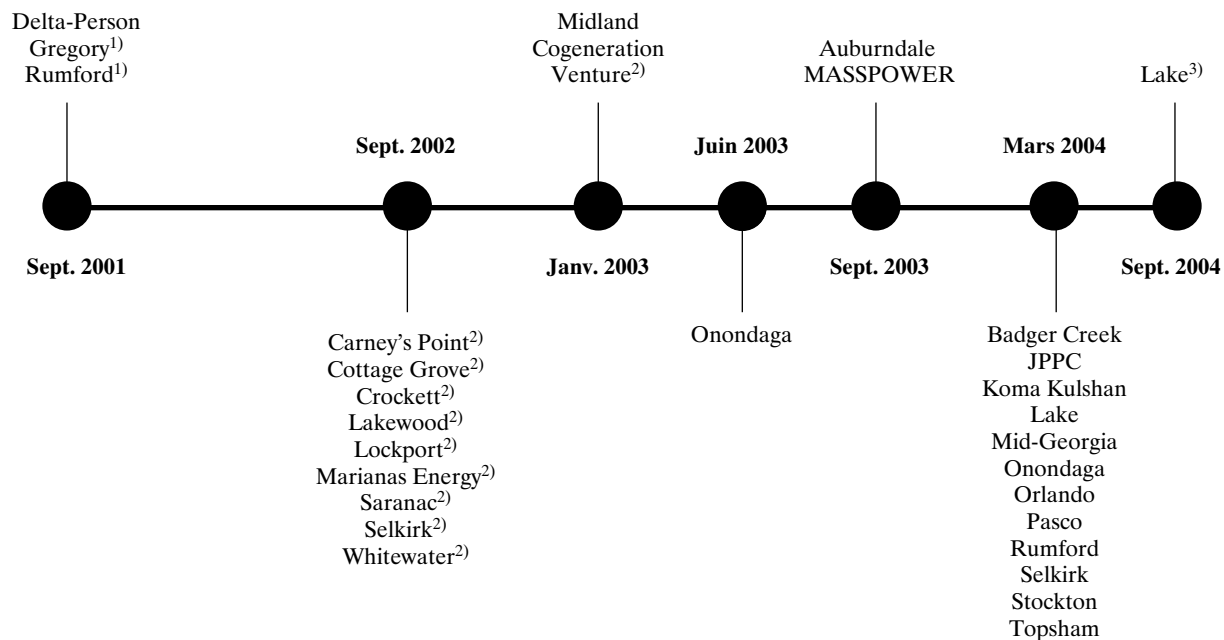 Delta-Person
Gregory1)
Rumford1)
Midland
Cogeneration
Venture2)
Auburndale
MASSPOWER
Lake3)
Sept. 2002
Juin 2003
Mars 2004
Sept. 2001
Janv. 2003
Sept. 2003
Sept. 2004
Carney's Point2)
Cottage Grove2)
Crockett2)
Lakewood2)
Lockport2)
Marianas Energy2)
Saranac2)
Selkirk2)
Whitewater2)
Onondaga
Badger Creek
JPPC
Koma Kulshan
Lake
Mid-Georgia
Onondaga
Orlando
Pasco
Rumford
Selkirk
Stockton
Topsham